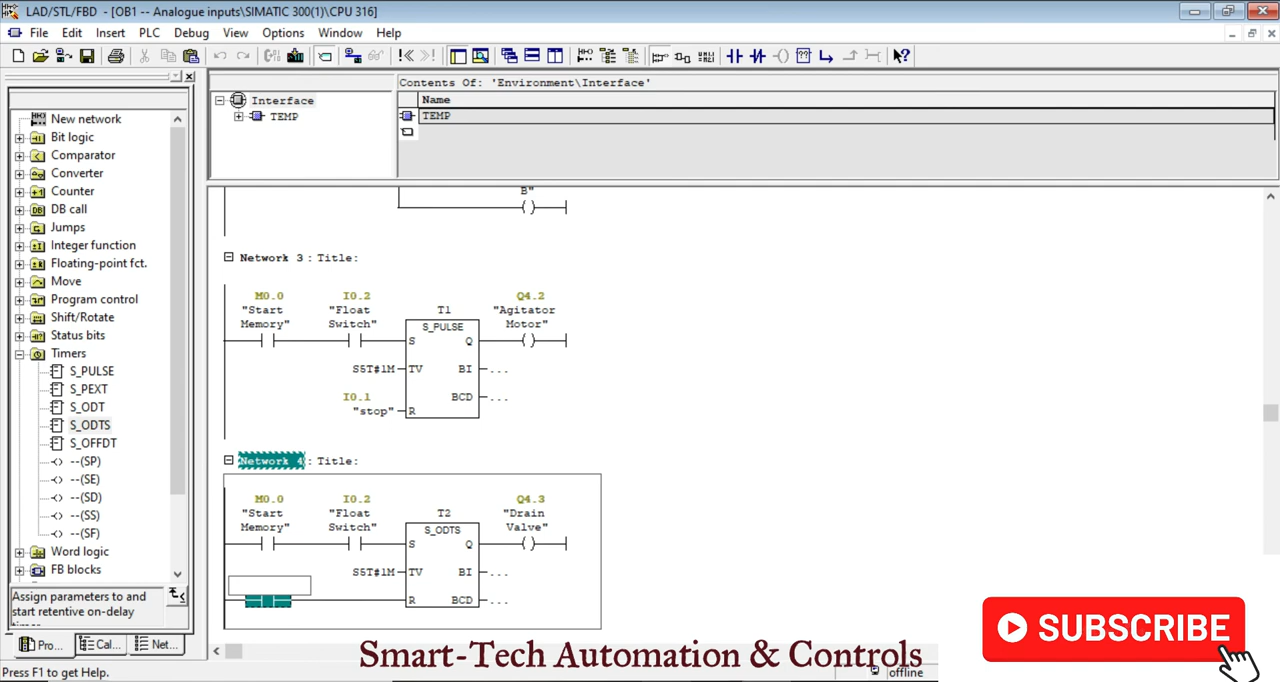 LAD/STL/FBD - [OB1 -- Analogue inputs\SIMATIC 300(1)\CPU 316]
File Edit Insert PLC Debug View Options Window Help
Contents Of: 'Environment\Interface'
Interface
TEMP
Name
TEMP
New network
Bit logic
Comparator
Converter
Counter
DB call
Jumps
Integer function
Floating-point fct.
Move
Program control
Shift/Rotate
Status bits
Timers
S_PULSE
S_PEXT
S_ODT
S_ODTS
S_OFFDT
--(SP)
--(SE)
--(SD)
--(SS)
--(SF)
Word logic
FB blocks
Assign parameters to and
start retentive on-delay
Pro... Cal... Net...
Press F1 to get Help.
B"
Network 3 : Title:
M0.0 I0.2 Q4.2
"Start "Float T1 "Agitator
Memory" Switch" S_PULSE Motor"
S Q
S5T#1M TV BI ...
I0.1 BCD ...
"stop" R
Network 4 : Title:
M0.0 I0.2 Q4.3
"Start "Float T2 "Drain
Memory" Switch" S_ODTS Valve"
S Q
S5T#1M TV BI ...
R BCD ...
Smart-Tech Automation & Controls
SUBSCRIBE
offline